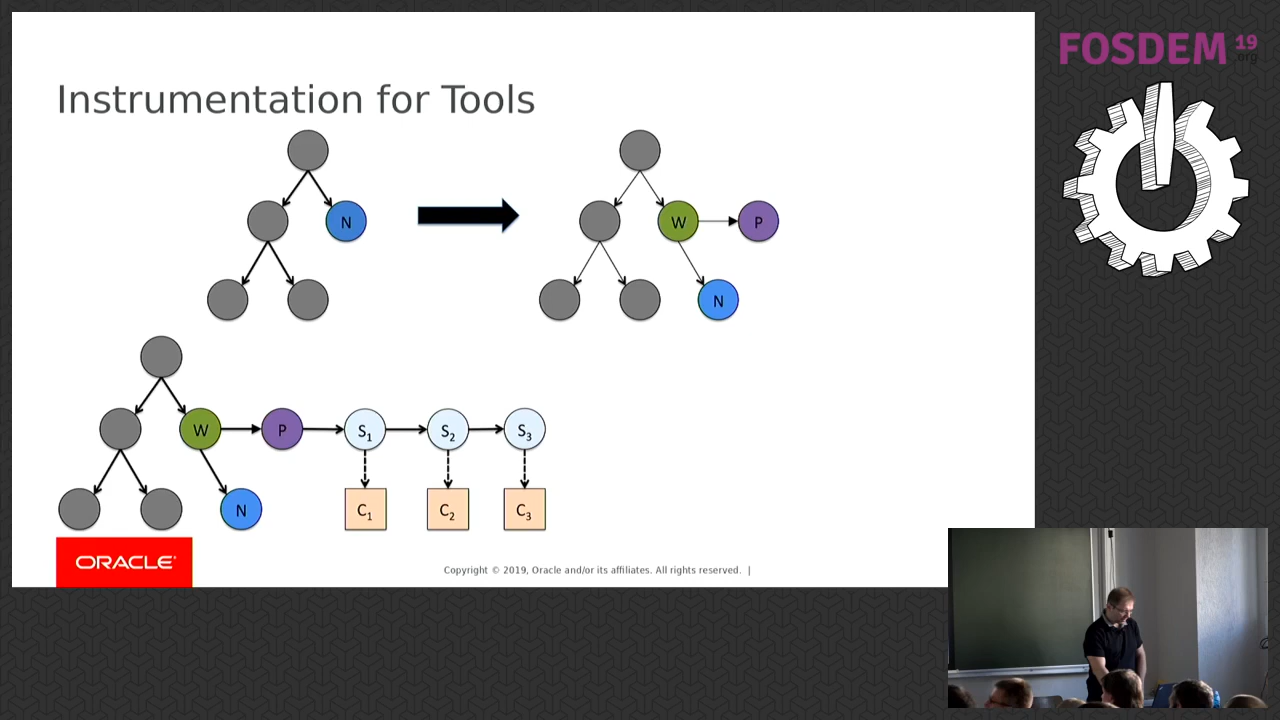 Instrumentation for Tools
N
W
P
N
W
P
S1
S2
S3
N
C1
C2
C3
ORACLE
Copyright © 2019, Oracle and/or its affiliates. All rights reserved. |
FOSDEM 19
.org